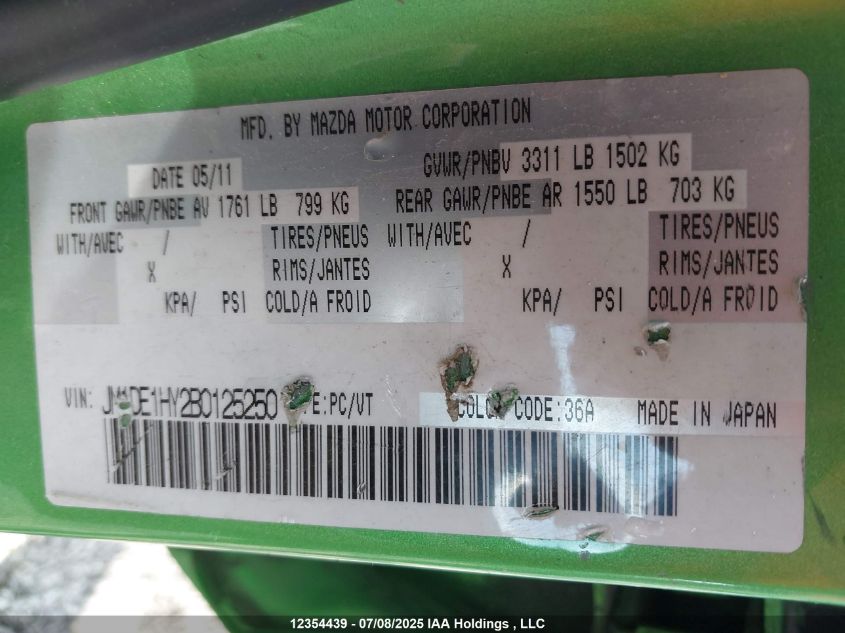 MFD. BY MAZDA MOTOR CORPORATION
DATE 05/11 GVWR/PNBV 3311 LB 1502 KG
FRONT GAWR/PNBE AV 1761 LB 799 KG REAR GAWR/PNBE AR 1550 LB 703 KG
WITH/AVEC / TIRES/PNEUS WITH/AVEC / TIRES/PNEUS
X RIMS/JANTES X RIMS/JANTES
KPA/ PSI COLD/A FROID KPA/ PSI COLD/A FROID
VIN: JM1DE1HY2B0125250 E:PC/VT COLOR CODE:36A MADE IN JAPAN
12354439 - 07/08/2025 IAA Holdings , LLC